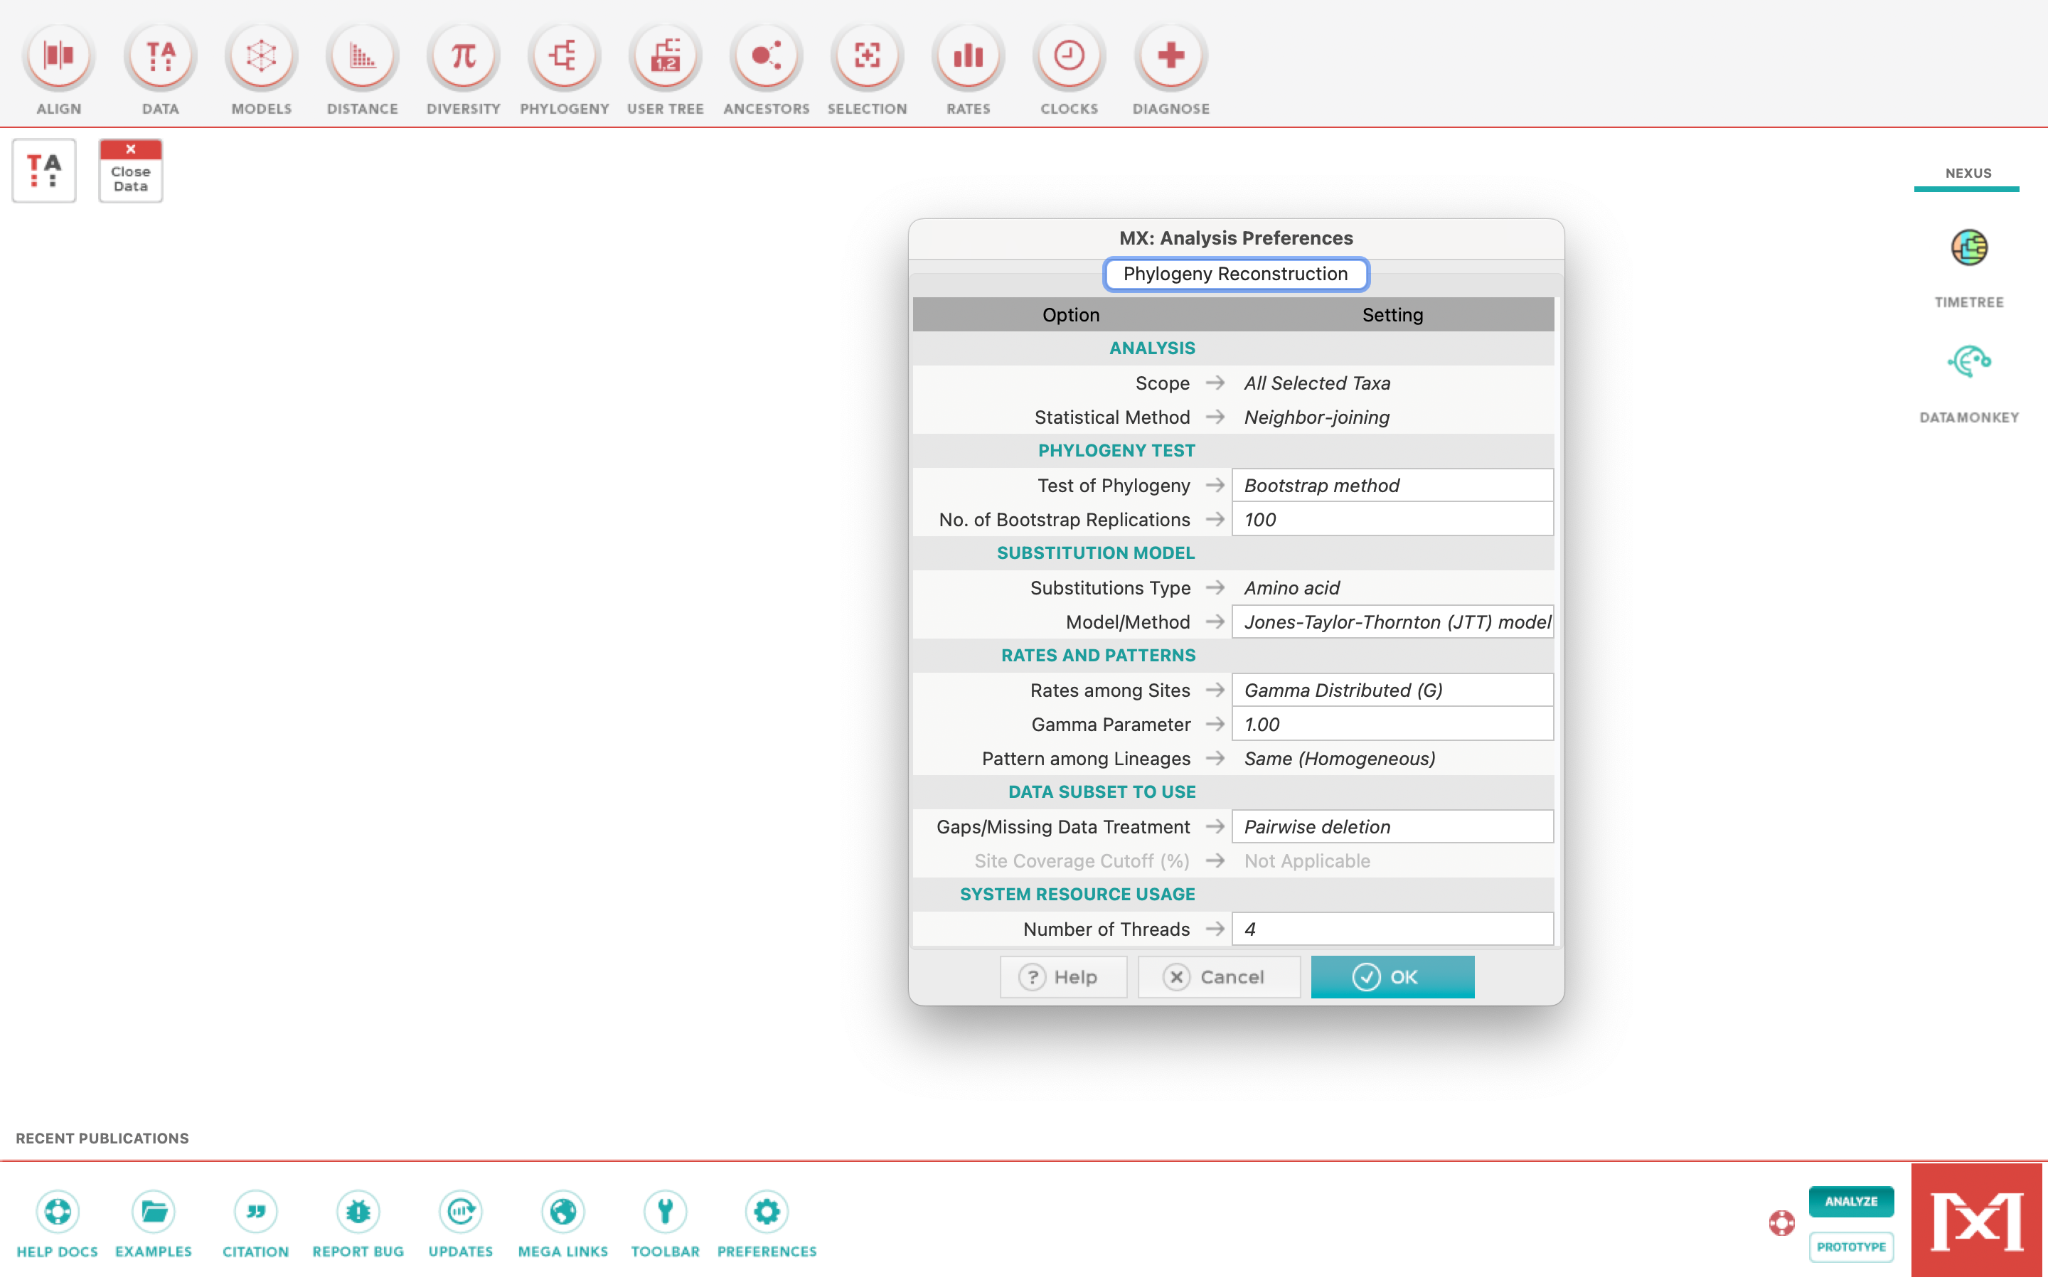 ALIGN DATA MODELS DISTANCE DIVERSITY PHYLOGENY USER TREE ANCESTORS SELECTION RATES CLOCKS DIAGNOSE
Close
Data
NEXUS
TIMETREE
DATAMONKEY
MX: Analysis Preferences
Phylogeny Reconstruction
Option Setting
ANALYSIS
Scope → All Selected Taxa
Statistical Method → Neighbor-joining
PHYLOGENY TEST
Test of Phylogeny → Bootstrap method
No. of Bootstrap Replications → 100
SUBSTITUTION MODEL
Substitutions Type → Amino acid
Model/Method → Jones-Taylor-Thornton (JTT) model
RATES AND PATTERNS
Rates among Sites → Gamma Distributed (G)
Gamma Parameter → 1.00
Pattern among Lineages → Same (Homogeneous)
DATA SUBSET TO USE
Gaps/Missing Data Treatment → Pairwise deletion
Site Coverage Cutoff (%) → Not Applicable
SYSTEM RESOURCE USAGE
Number of Threads → 4
? Help Cancel OK
RECENT PUBLICATIONS
HELP DOCS EXAMPLES CITATION REPORT BUG UPDATES MEGA LINKS TOOLBAR PREFERENCES
ANALYZE
PROTOTYPE